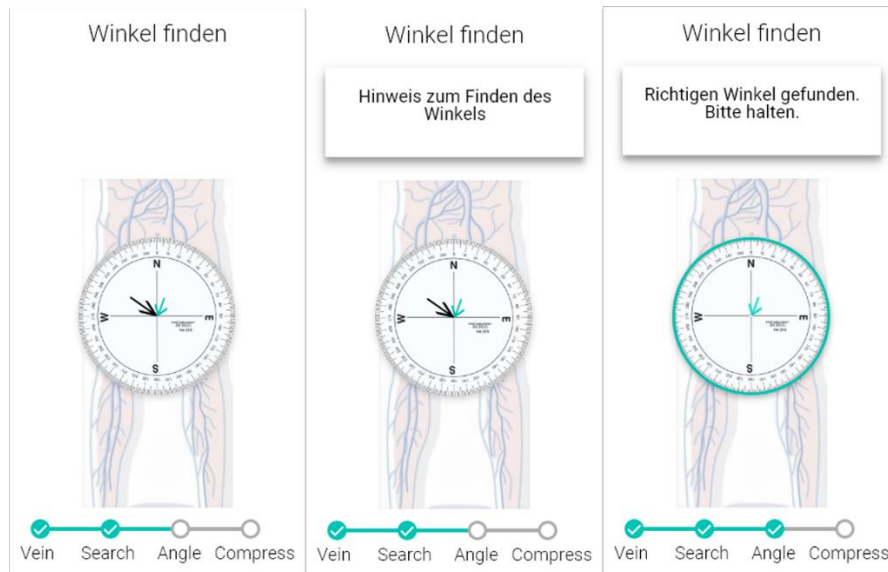 Winkel finden
N
W
E
S
Vein Search Angle Compress
Winkel finden
Hinweis zum Finden des
Winkels
N
W
E
S
Vein Search Angle Compress
Winkel finden
Richtigen Winkel gefunden.
Bitte halten.
N
W
E
S
Vein Search Angle Compress